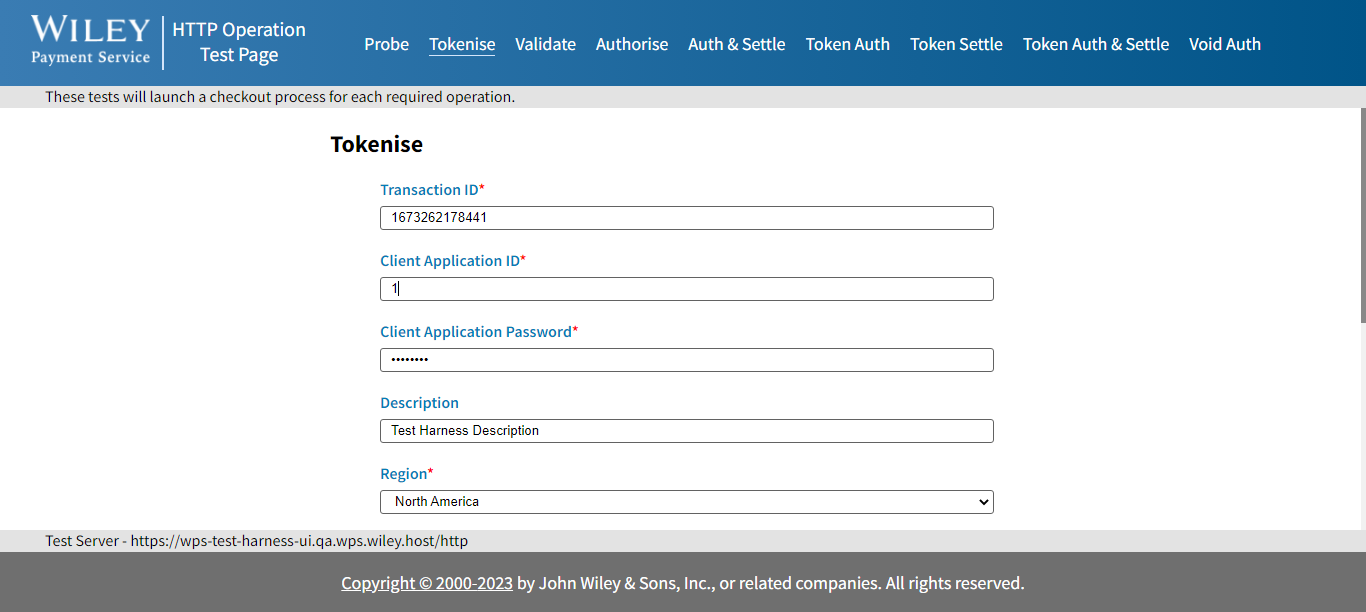 WILEY
Payment Service
HTTP Operation
Test Page
Probe Tokenise Validate Authorise Auth & Settle Token Auth Token Settle Token Auth & Settle Void Auth
These tests will launch a checkout process for each required operation.
Tokenise
Transaction ID*
1673262178441
Client Application ID*
1
Client Application Password*
••••••••
Description
Test Harness Description
Region*
North America
Test Server - https://wps-test-harness-ui.qa.wps.wiley.host/http
Copyright © 2000-2023 by John Wiley & Sons, Inc., or related companies. All rights reserved.